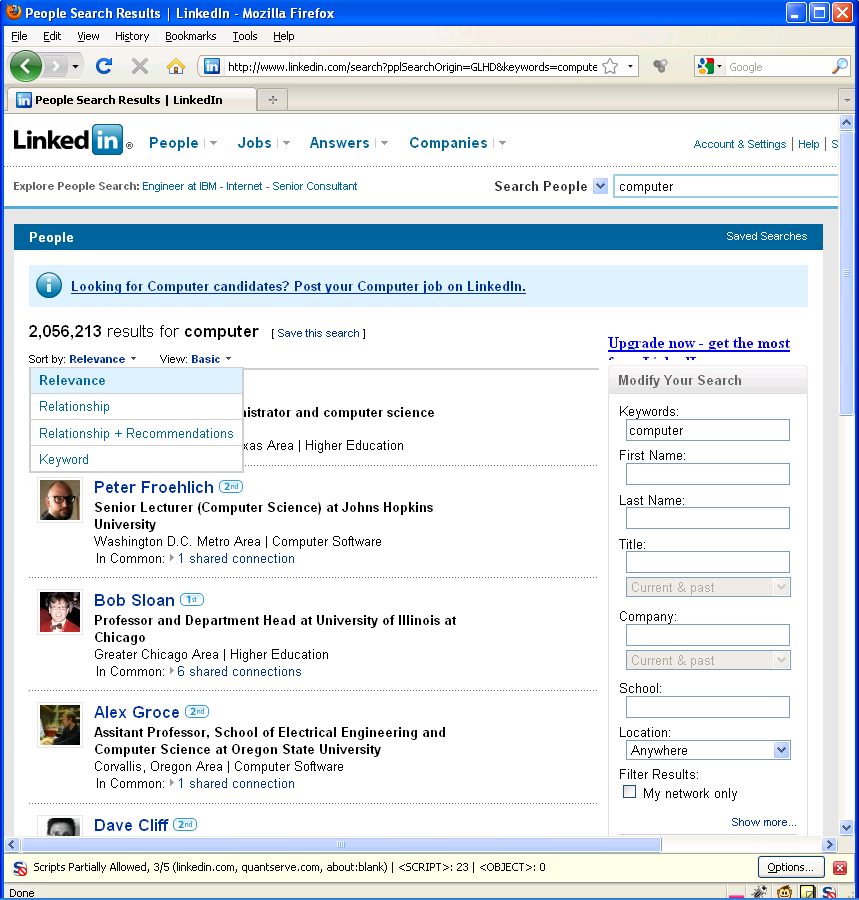 People Search Results | LinkedIn - Mozilla Firefox
File Edit View History Bookmarks Tools Help
http://www.linkedin.com/search?pplSearchOrigin=GLHD&keywords=compute
Google
People Search Results | LinkedIn
LinkedIn® People Jobs Answers Companies Account & Settings | Help | S
Explore People Search: Engineer at IBM - Internet - Senior Consultant Search People computer
People Saved Searches
Looking for Computer candidates? Post your Computer job on LinkedIn.
2,056,213 results for computer [ Save this search ]
Upgrade now - get the most
Sort by: Relevance View: Basic
Relevance
Relationship
Relationship + Recommendations
Keyword
nistrator and computer science
xas Area | Higher Education
Peter Froehlich 2nd
Senior Lecturer (Computer Science) at Johns Hopkins
University
Washington D.C. Metro Area | Computer Software
In Common: 1 shared connection
Bob Sloan 1st
Professor and Department Head at University of Illinois at
Chicago
Greater Chicago Area | Higher Education
In Common: 6 shared connections
Alex Groce 2nd
Assitant Professor, School of Electrical Engineering and
Computer Science at Oregon State University
Corvallis, Oregon Area | Computer Software
In Common: 1 shared connection
Dave Cliff 2nd
Modify Your Search
Keywords:
computer
First Name:
Last Name:
Title:
Current & past
Company:
Current & past
School:
Location:
Anywhere
Filter Results:
My network only
Show more...
Scripts Partially Allowed, 3/5 (linkedin.com, quantserve.com, about:blank) | <SCRIPT>: 23 | <OBJECT>: 0 Options...
Done